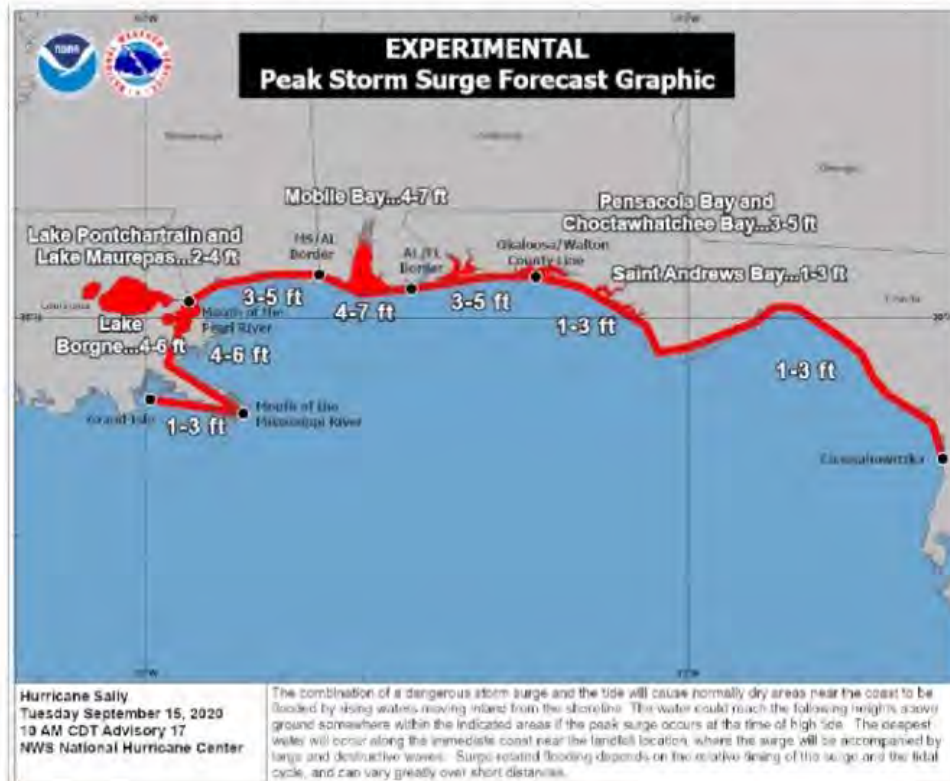 EXPERIMENTAL
Peak Storm Surge Forecast Graphic
NOAA
Mississippi
Georgia
Mobile Bay...4-7 ft
Pensacola Bay and
Choctawhatchee Bay...3-5 ft
Lake Pontchartrain and
Lake Maurepas...2-4 ft
MS/AL
Border
AL/FL
Border
Okaloosa/Walton
County Line
Saint Andrews Bay...1-3 ft
3-5 ft
4-7 ft
3-5 ft
1-3 ft
Louisiana
Florida
30°N
Lake
Borgne...4-6 ft
Mouth of the
Pearl River
4-6 ft
1-3 ft
Grand Isle
1-3 ft
Mouth of the
Mississippi River
Hurricane Sally
Tuesday September 15, 2020
10 AM CDT Advisory 17
NWS National Hurricane Center
The combination of a dangerous storm surge and the tide will cause normally dry areas near the coast to be
flooded by rising waters moving inland from the shoreline. The water could reach the following heights above
ground somewhere within the indicated areas if the peak surge occurs at the time of high tide. The deepest
water will occur along the immediate coast near the landfall location, where the surge will be accompanied by
large and destructive waves. Surge related flooding depends on the relative timing of the surge and the tidal
cycle, and can vary greatly over short distances.